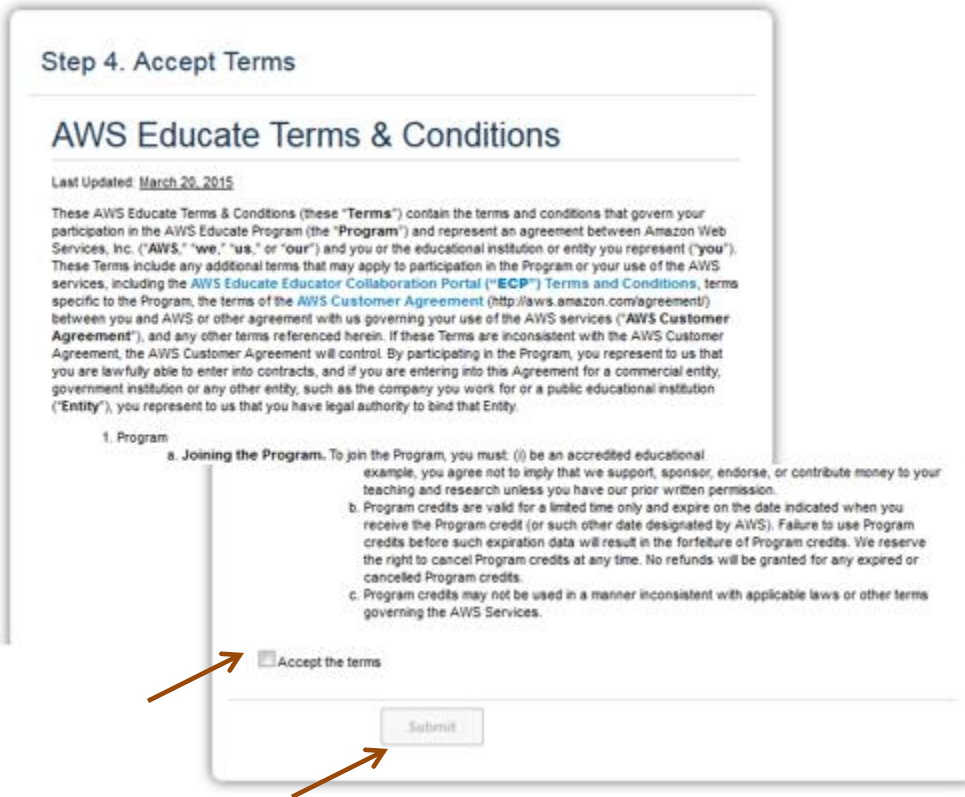 Step 4. Accept Terms
AWS Educate Terms & Conditions
Last Updated: March 20, 2015
These AWS Educate Terms & Conditions (these "Terms") contain the terms and conditions that govern your
participation in the AWS Educate Program (the "Program") and represent an agreement between Amazon Web
Services, Inc. ("AWS," "we," "us," or "our") and you or the educational institution or entity you represent ("you").
These Terms include any additional terms that may apply to participation in the Program or your use of the AWS
services, including the AWS Educate Educator Collaboration Portal ("ECP") Terms and Conditions, terms
specific to the Program, the terms of the AWS Customer Agreement (http://aws.amazon.com/agreement/)
between you and AWS or other agreement with us governing your use of the AWS services ("AWS Customer
Agreement"), and any other terms referenced herein. If these Terms are inconsistent with the AWS Customer
Agreement, the AWS Customer Agreement will control. By participating in the Program, you represent to us that
you are lawfully able to enter into contracts, and if you are entering into this Agreement for a commercial entity,
government institution or any other entity, such as the company you work for or a public educational institution
("Entity"), you represent to us that you have legal authority to bind that Entity.
1. Program
a. Joining the Program. To join the Program, you must: (i) be an accredited educational
example, you agree not to imply that we support, sponsor, endorse, or contribute money to your
teaching and research unless you have our prior written permission.
b. Program credits are valid for a limited time only and expire on the date indicated when you
receive the Program credit (or such other date designated by AWS). Failure to use Program
credits before such expiration data will result in the forfeiture of Program credits. We reserve
the right to cancel Program credits at any time. No refunds will be granted for any expired or
cancelled Program credits.
c. Program credits may not be used in a manner inconsistent with applicable laws or other terms
governing the AWS Services.
Accept the terms
Submit